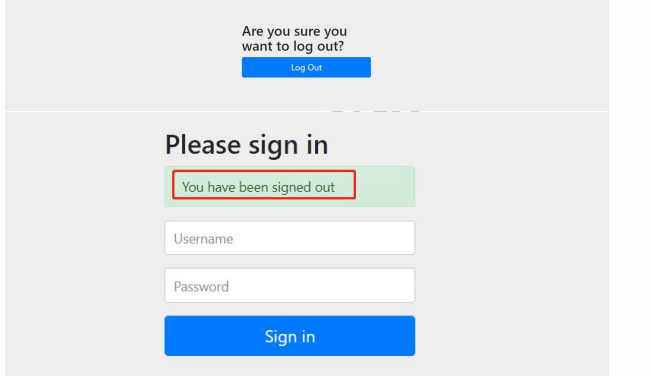 Are you sure you
want to log out?
Log Out
Please sign in
You have been signed out
Username
Password
Sign in